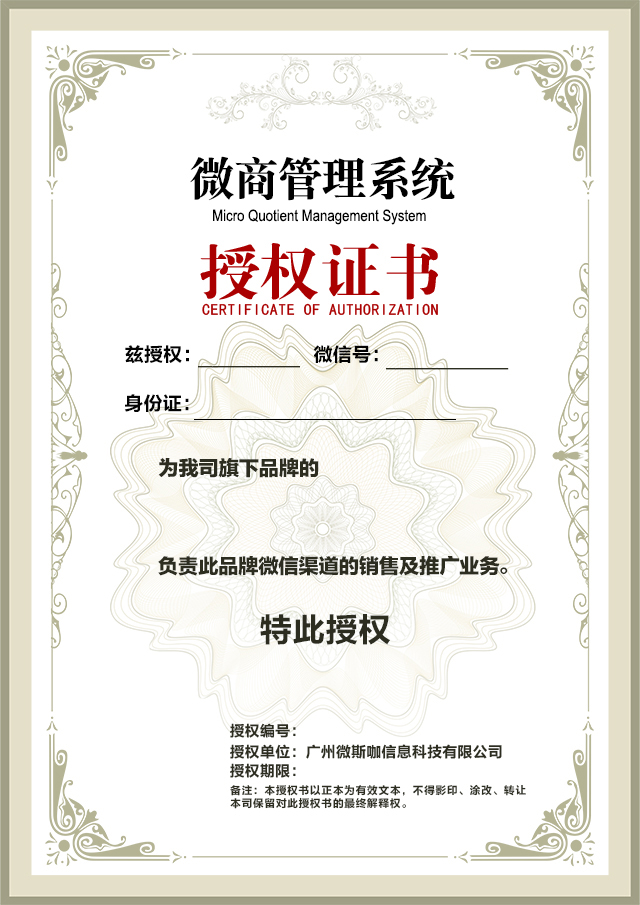 微商管理系统
Micro Quotient Management System
授权证书
CERTIFICATE OF AUTHORIZATION
兹授权： 微信号：
身份证：
为我司旗下品牌的
负责此品牌微信渠道的销售及推广业务。
特此授权
授权编号：
授权单位：广州微斯咖信息科技有限公司
授权期限：
备注：本授权书以正本为有效文本，不得影印、涂改、转让
本司保留对此授权书的最终解释权。